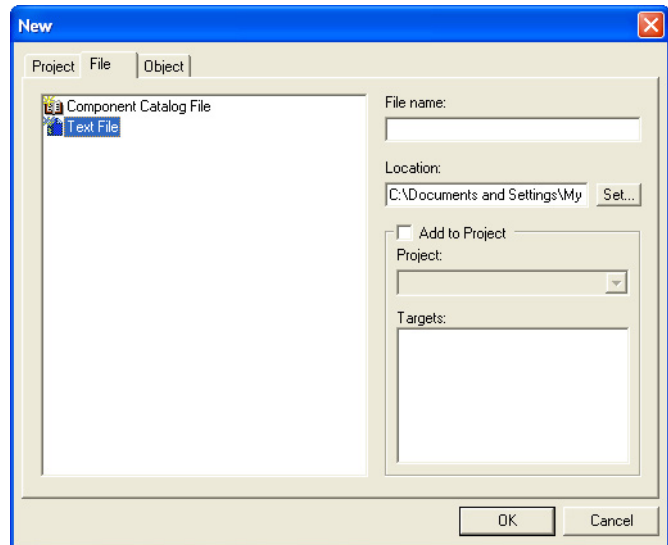 New
Project File Object
Component Catalog File
Text File
File name:
Location:
C:\Documents and Settings\My Set...
Add to Project
Project:
Targets:
OK Cancel